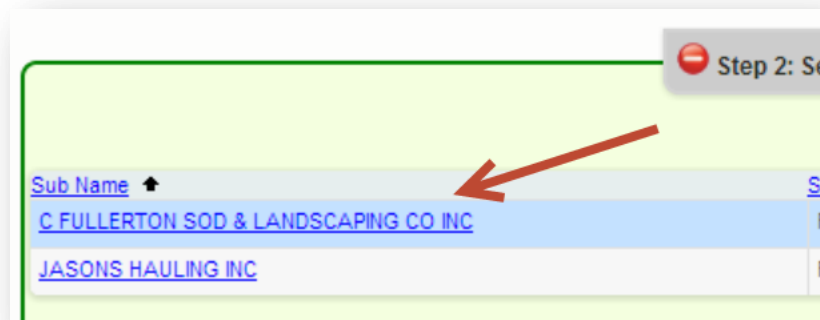 Step 2: Se
Sub Name S
C FULLERTON SOD & LANDSCAPING CO INC
JASONS HAULING INC